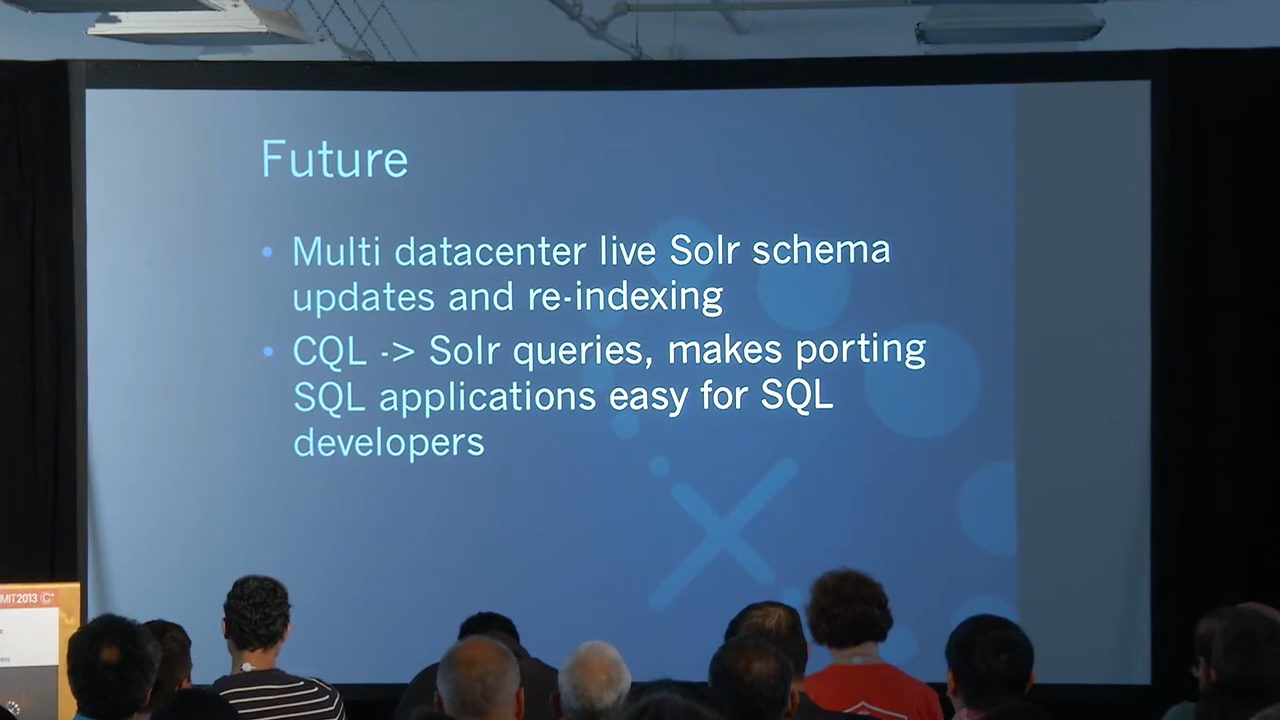 Future
• Multi datacenter live Solr schema
updates and re-indexing
• CQL -> Solr queries, makes porting
SQL applications easy for SQL
developers
MIT2013